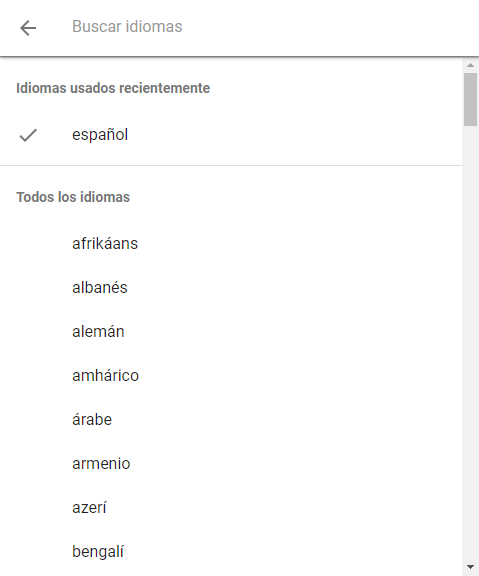 Buscar idiomas
Idiomas usados recientemente
español
Todos los idiomas
afrikáans
albanés
alemán
amhárico
árabe
armenio
azerí
bengalí